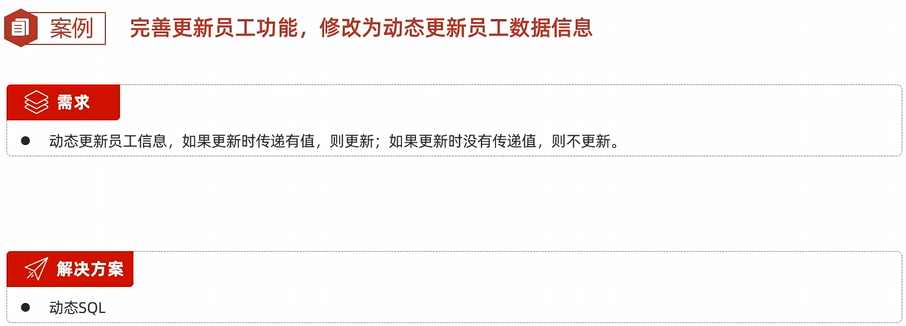 案例
完善更新员工功能，修改为动态更新员工数据信息
需求
动态更新员工信息，如果更新时传递有值，则更新；如果更新时没有传递值，则不更新。
解决方案
动态SQL